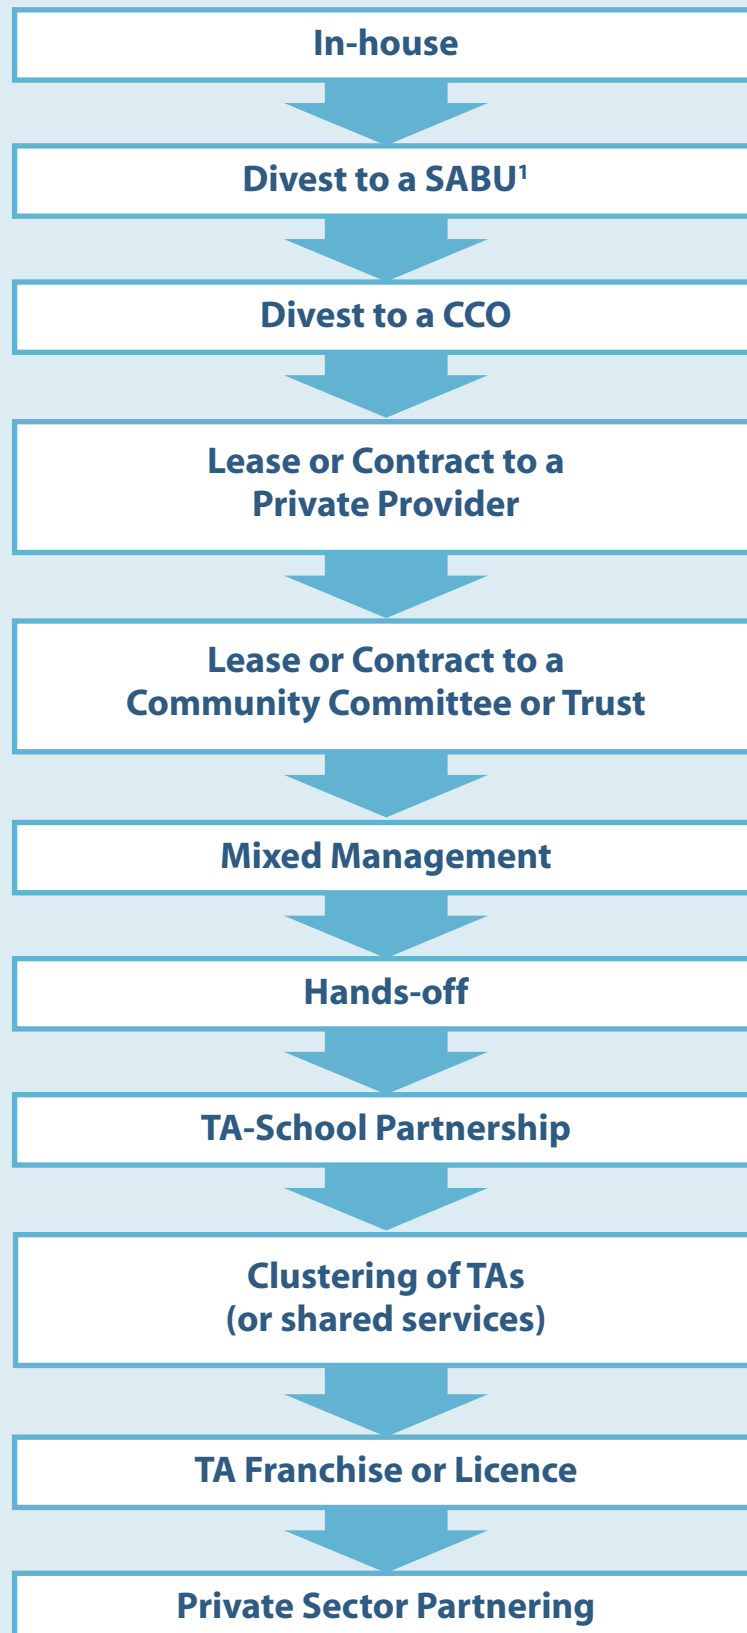 In-house
Divest to a SABU¹
Divest to a CCO
Lease or Contract to a
Private Provider
Lease or Contract to a
Community Committee or Trust
Mixed Management
Hands-off
TA-School Partnership
Clustering of TAs
(or shared services)
TA Franchise or Licence
Private Sector Partnering